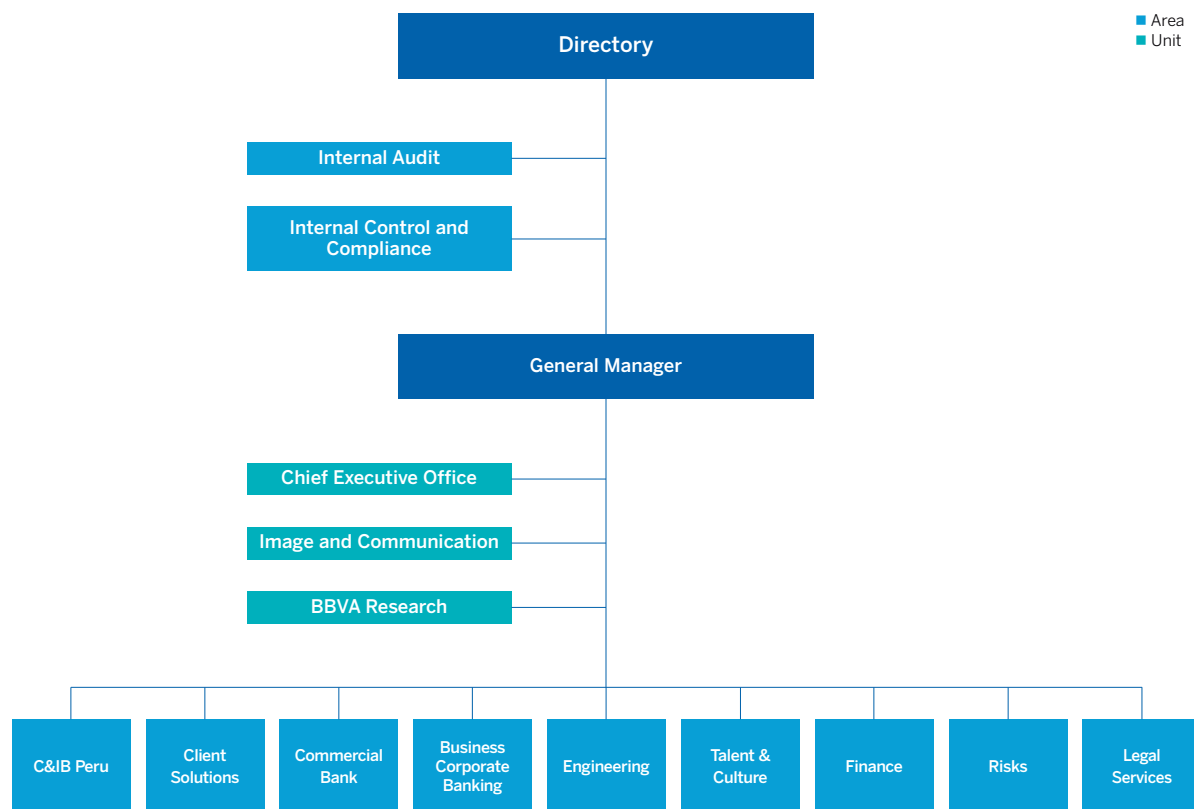 Directory
Area
Unit
Internal Audit
Internal Control and
Compliance
General Manager
Chief Executive Office
Image and Communication
BBVA Research
C&IB Peru
Client
Solutions
Commercial
Bank
Business
Corporate
Banking
Engineering
Talent &
Culture
Finance
Risks
Legal
Services